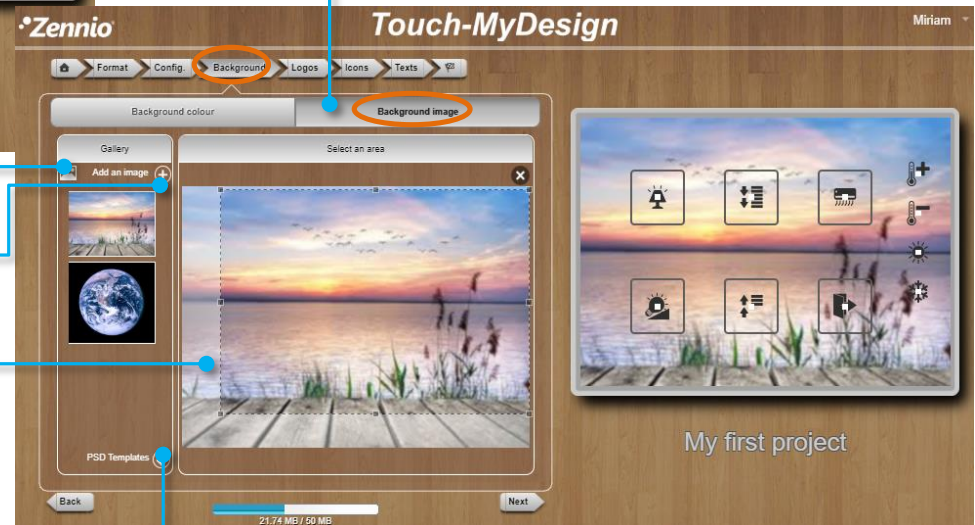 Zennio
Touch-MyDesign
Miriam
Format
Config.
Background
Logos
Icons
Texts
Background colour
Background image
Gallery
Select an area
Add an image
PSD Templates
Back
Next
21.74 MB / 50 MB
My first project